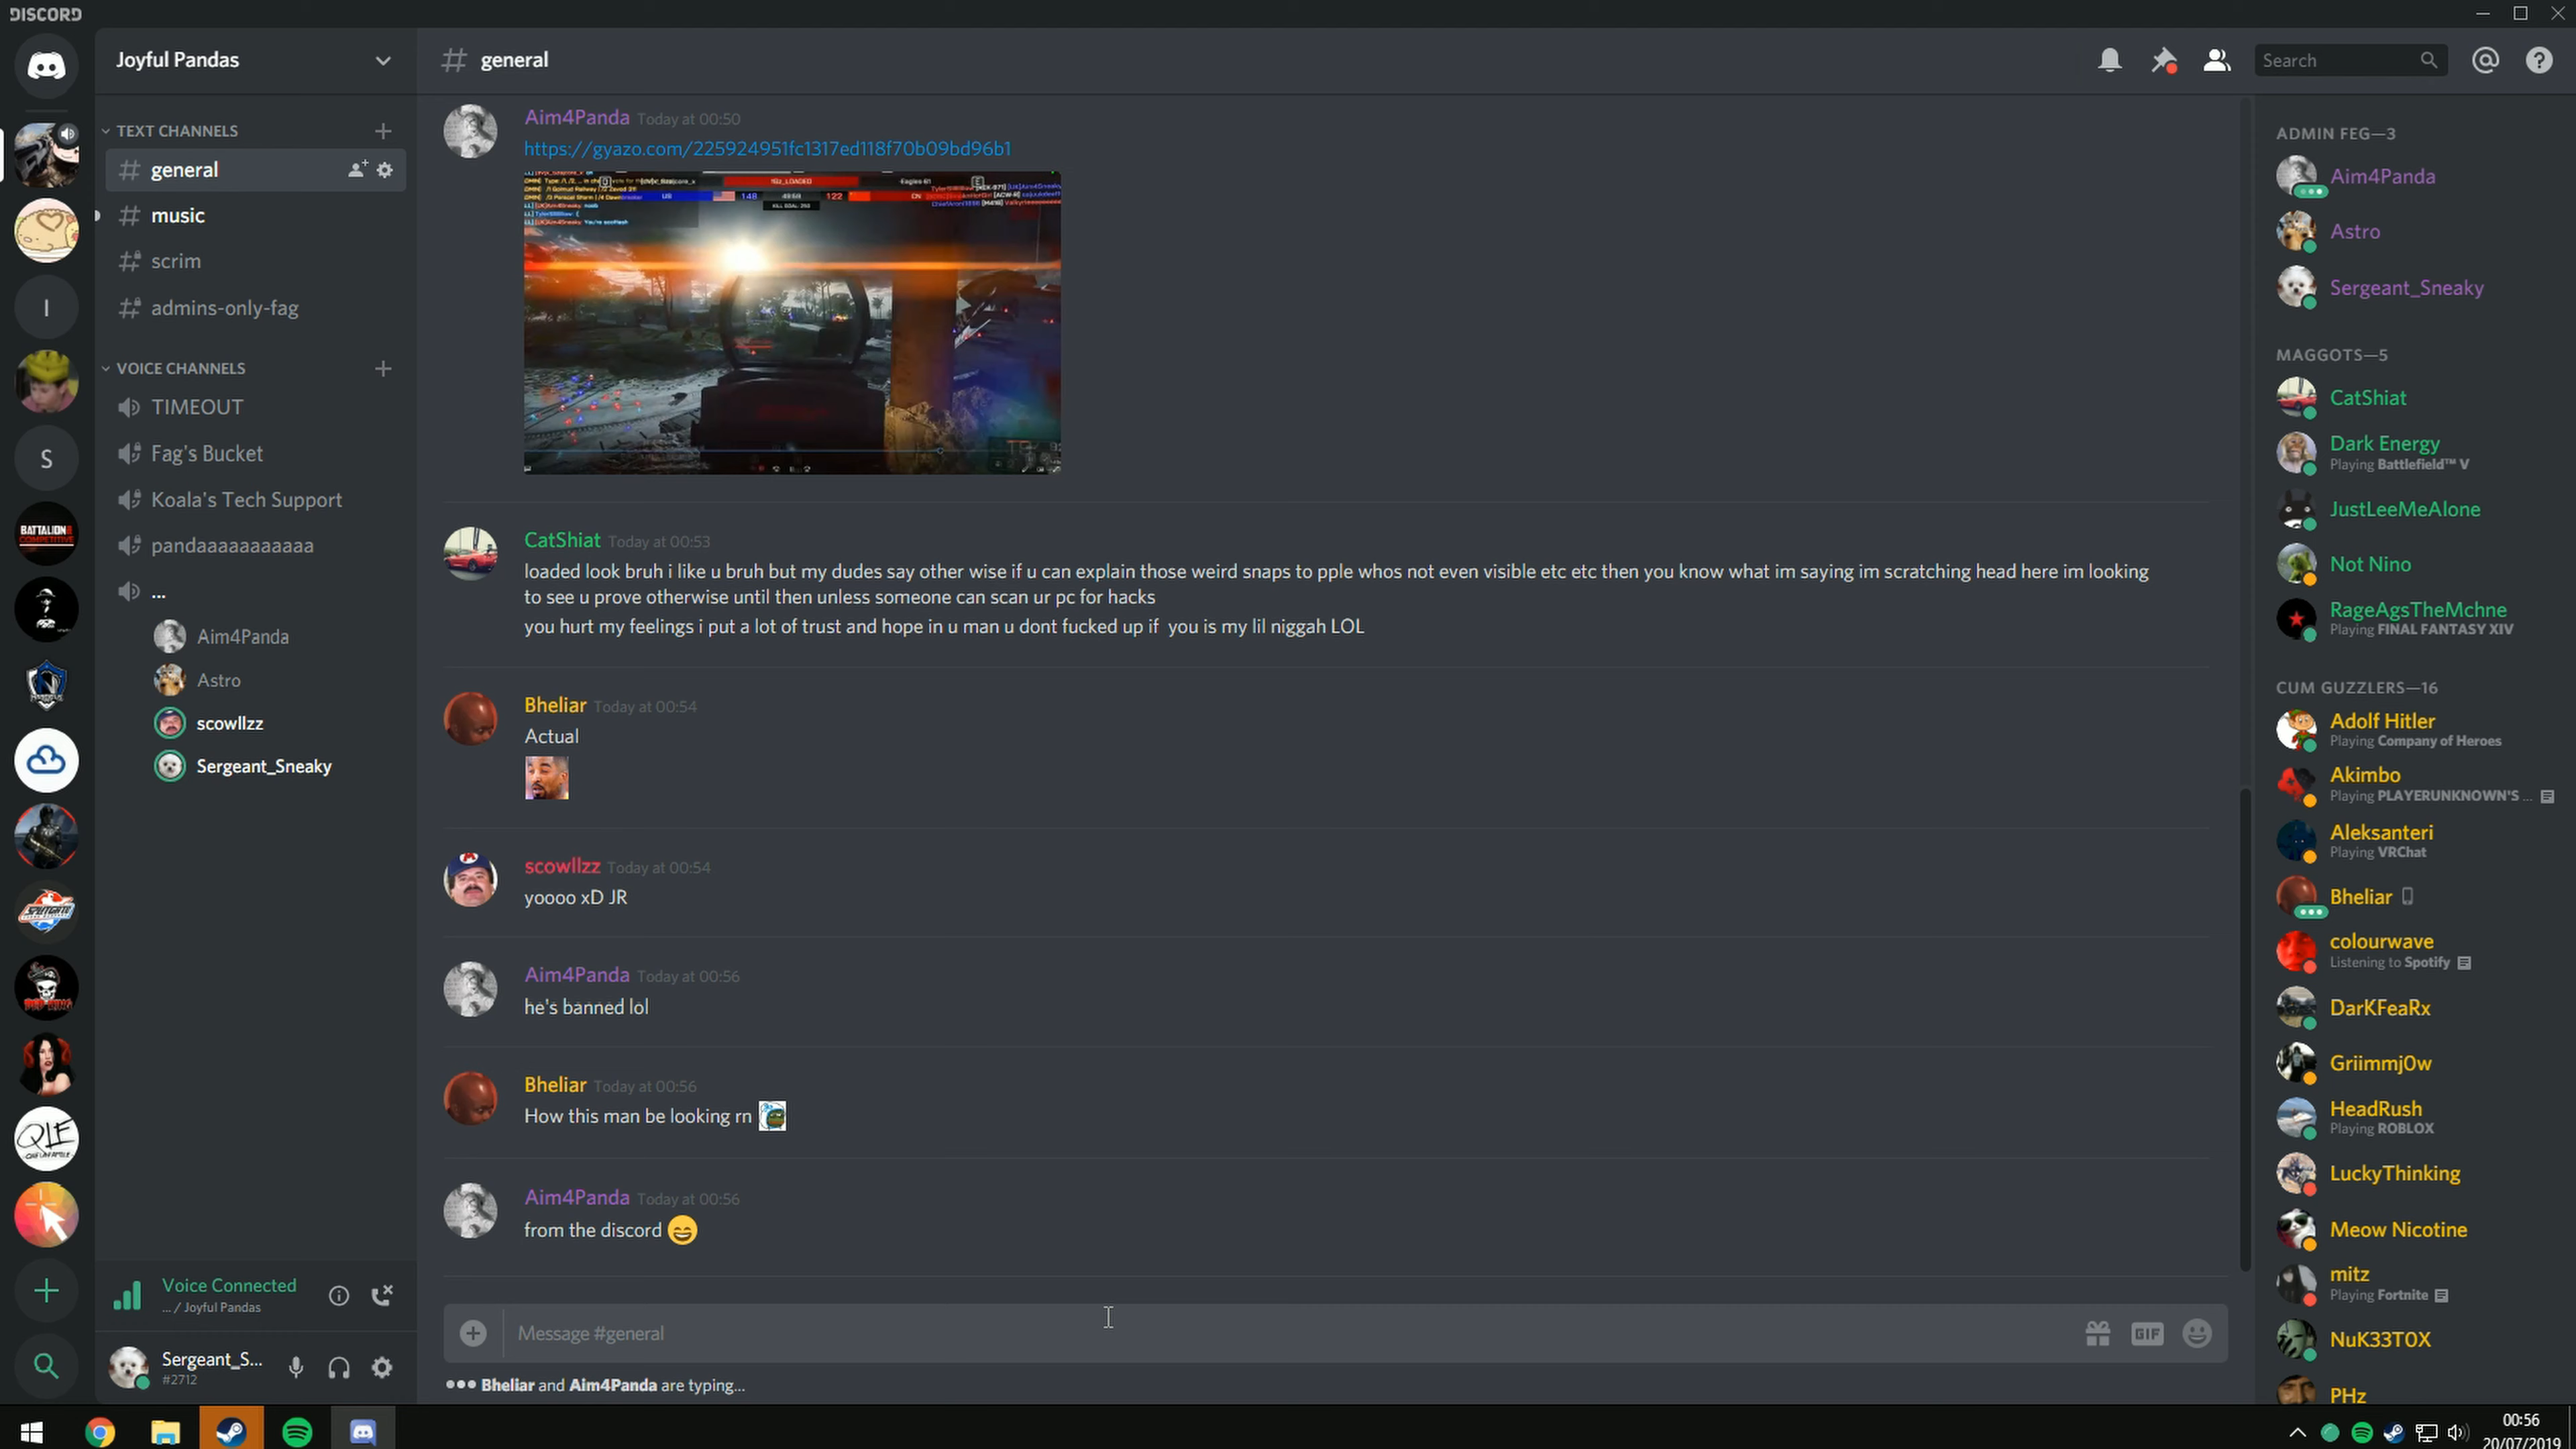 DISCORD
Joyful Pandas
general
Search
TEXT CHANNELS
general
music
scrim
admins-only-fag
VOICE CHANNELS
TIMEOUT
Fag's Bucket
Koala's Tech Support
pandaaaaaaaaaaa
...
Aim4Panda
Astro
scowllzz
Sergeant_Sneaky
Voice Connected
... / Joyful Pandas
Sergeant_S...
#2712
I
S
BATTALION
COMPETITIVE
Aim4Panda Today at 00:50
https://gyazo.com/225924951fc1317ed118f70b09bd96b1
US 148 122 CN
CatShiat Today at 00:53
loaded look bruh i like u bruh but my dudes say other wise if u can explain those weird snaps to pple whos not even visible etc etc then you know what im saying im scratching head here im looking
to see u prove otherwise until then unless someone can scan ur pc for hacks
you hurt my feelings i put a lot of trust and hope in u man u dont fucked up if you is my lil niggah LOL
Bheliar Today at 00:54
Actual
scowllzz Today at 00:54
yoooo xD JR
Aim4Panda Today at 00:56
he's banned lol
Bheliar Today at 00:56
How this man be looking rn
Aim4Panda Today at 00:56
from the discord
Message #general
GIF
Bheliar and Aim4Panda are typing...
ADMIN FEG—3
Aim4Panda
Astro
Sergeant_Sneaky
MAGGOTS—5
CatShiat
Dark Energy
Playing Battlefield™ V
JustLeeMeAlone
Not Nino
RageAgsTheMchne
Playing FINAL FANTASY XIV
CUM GUZZLERS—16
Adolf Hitler
Playing Company of Heroes
Akimbo
Playing PLAYERUNKNOWN'S ...
Aleksanteri
Playing VRChat
Bheliar
colourwave
Listening to Spotify
DarKFeaRx
Griimmj0w
HeadRush
Playing ROBLOX
LuckyThinking
Meow Nicotine
mitz
Playing Fortnite
NuK33T0X
PHz
00:56
20/07/2019